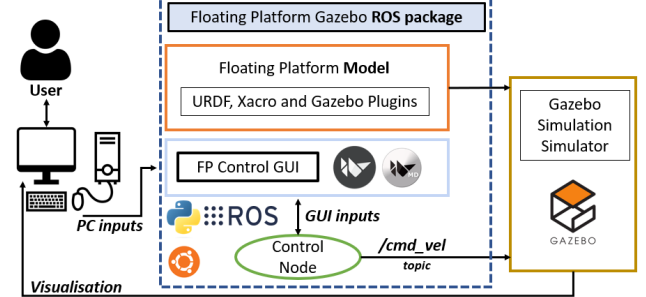 Floating Platform Gazebo ROS package
Floating Platform Model
URDF, Xacro and Gazebo Plugins
User
Gazebo
Simulation
Simulator
FP Control GUI
MD
PC inputs
ROS
GUI inputs
Control
Node
/cmd_vel
topic
GAZEBO
Visualisation